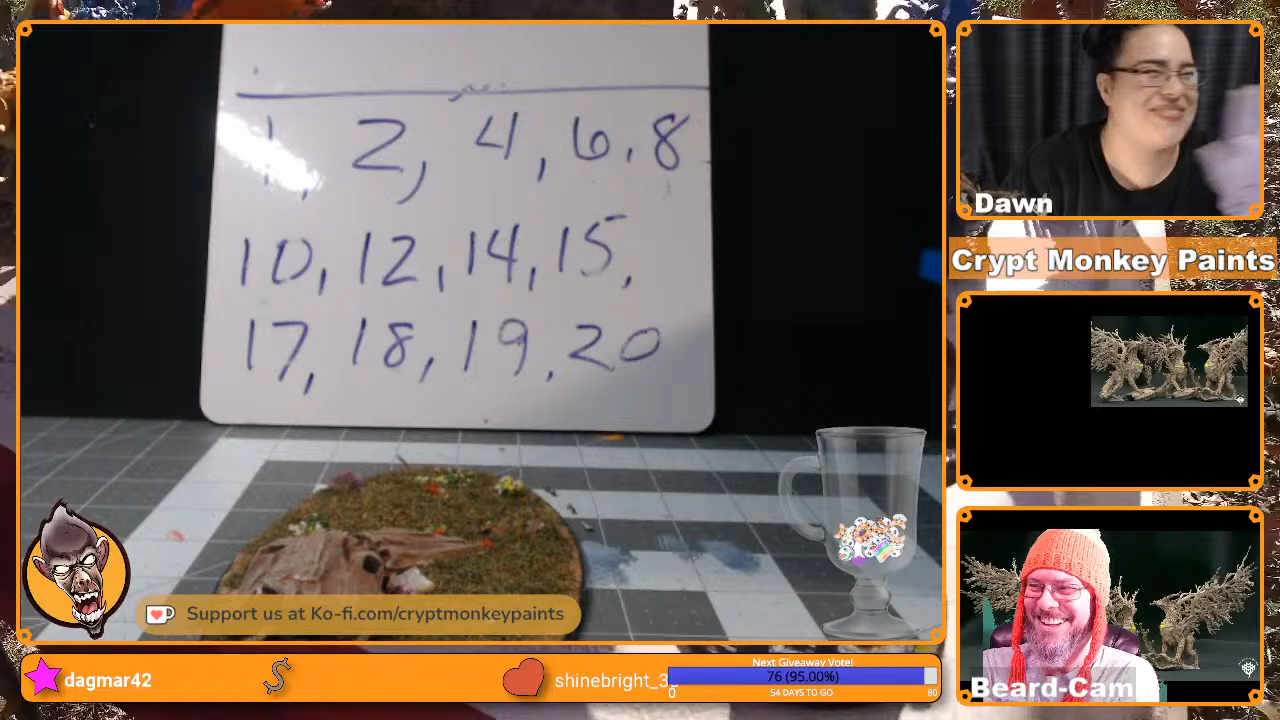 1, 2, 4, 6, 8
10, 12, 14, 15,
17, 18, 19, 20
Dawn
Crypt Monkey Paints
Support us at Ko-fi.com/cryptmonkeypaints
Beard-Cam
dagmar42
shinebright_3
Next Giveaway Vote!
76 (95.00%)
0
54 DAYS TO GO
80